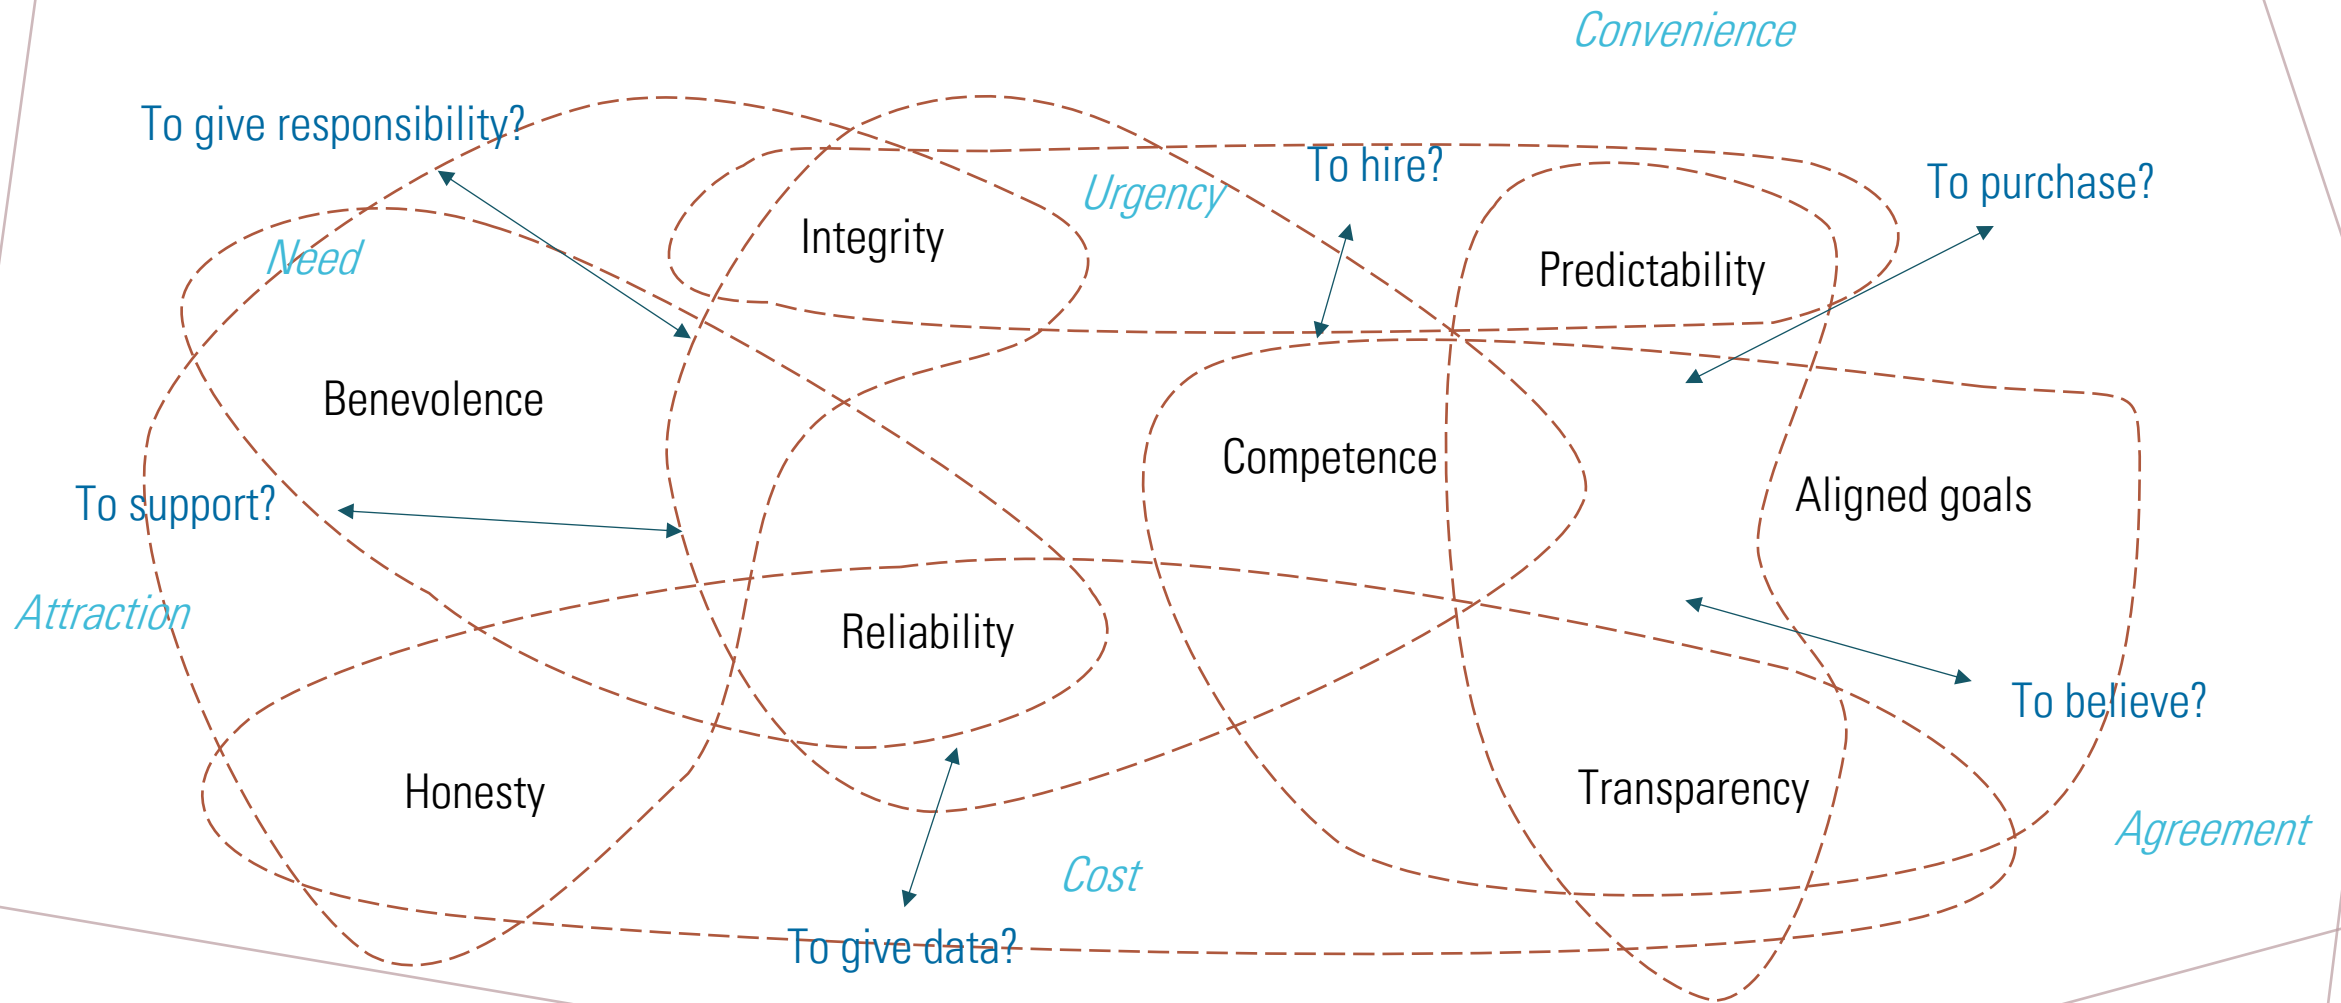 Convenience
To give responsibility?
To hire?
To purchase?
Urgency
Integrity
Need
Predictability
Benevolence
Competence
Aligned goals
To support?
Attraction
Reliability
To believe?
Honesty
Transparency
Agreement
Cost
To give data?